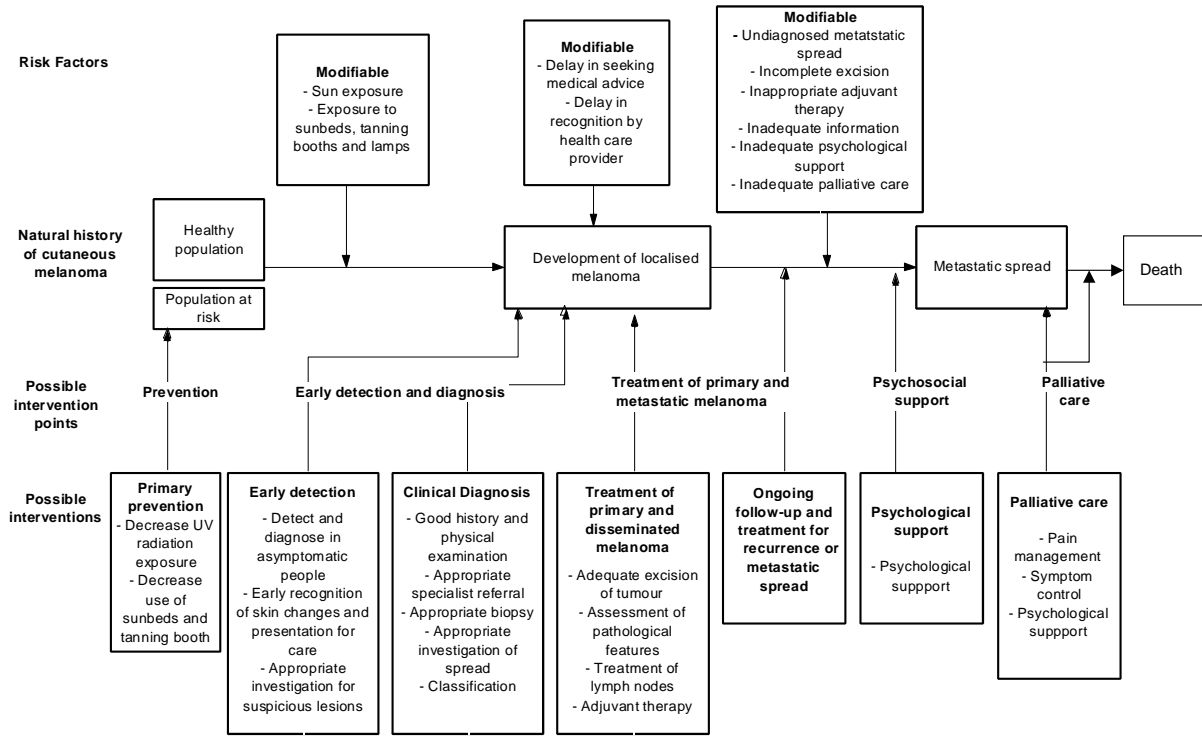 Risk Factors
Modifiable
- Sun exposure
- Exposure to
sunbeds, tanning
booths and lamps
Modifiable
- Delay in seeking
medical advice
- Delay in
recognition by
health care
provider
Modifiable
- Undiagnosed metatstatic
spread
- Incomplete excision
- Inappropriate adjuvant
therapy
- Inadequate information
- Inadequate psychological
support
- Inadequate palliative care
Natural history
of cutaneous
melanoma
Healthy
population
Population at
risk
Development of localised
melanoma
Metastatic spread
Death
Possible
intervention
points
Prevention
Early detection and diagnosis
Treatment of primary and
metastatic melanoma
Psychosocial
support
Palliative
care
Possible
interventions
Primary
prevention
- Decrease UV
radiation
exposure
- Decrease
use of
sunbeds and
tanning booth
Early detection
- Detect and
diagnose in
asymptomatic
people
- Early recognition
of skin changes and
presentation for
care
- Appropriate
investigation for
suspicious lesions
Clinical Diagnosis
- Good history and
physical
examination
- Appropriate
specialist referral
- Appropriate biopsy
- Appropriate
investigation of
spread
- Classification
Treatment of
primary and
disseminated
melanoma
- Adequate excision
of tumour
- Assessment of
pathological
features
- Treatment of
lymph nodes
- Adjuvant therapy
Ongoing
follow-up and
treatment for
recurrence or
metastatic
spread
Psychological
support
- Psychological
suppport
Palliative care
- Pain
management
- Symptom
control
- Psychological
suppport